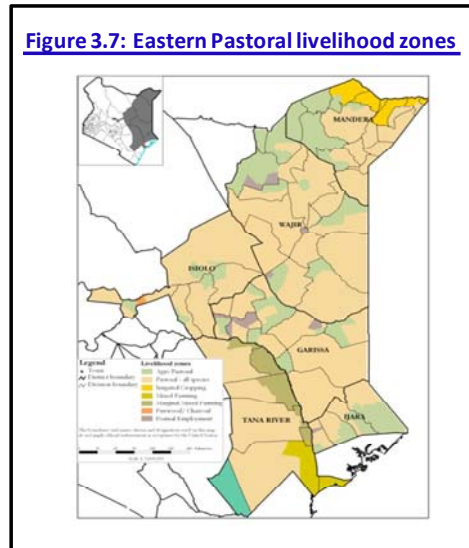 Figure 3.7: Eastern Pastoral livelihood zones
MANDERA
WAJIR
ISIOLO
GARISSA
TANA RIVER
IJARA
Legend
Town
District boundary
Division boundary
Livelihood zones
Agro Pastoral
Pastoral - all species
Irrigated Cropping
Mixed Farming
Marginal Mixed Farming
Firewood/ Charcoal
Formal Employment